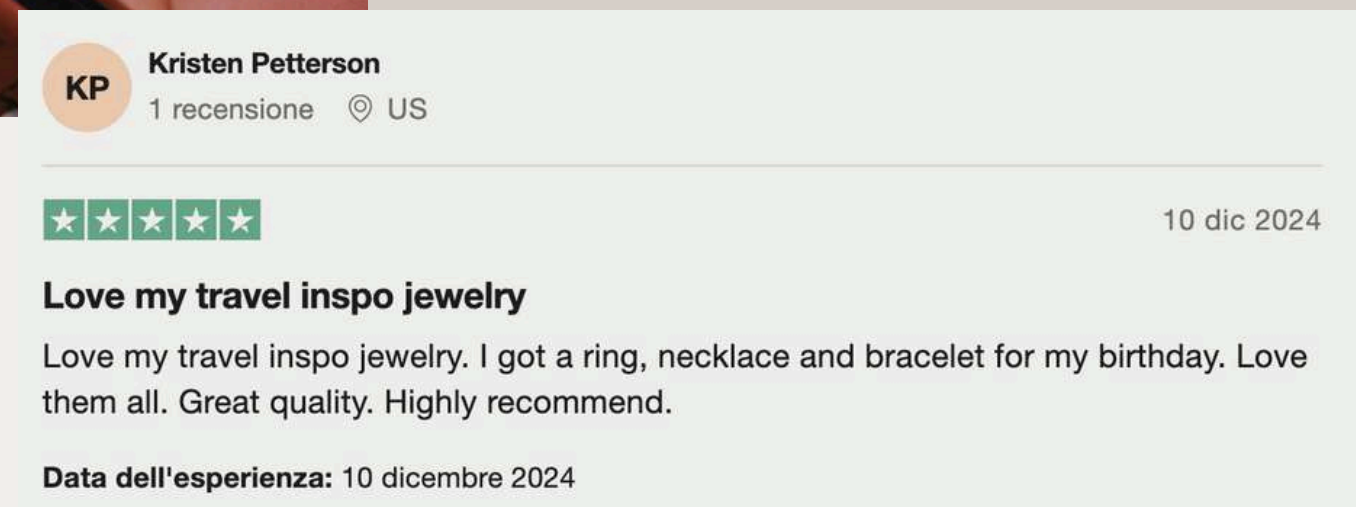 KP
Kristen Petterson
1 recensione US
10 dic 2024
Love my travel inspo jewelry
Love my travel inspo jewelry. I got a ring, necklace and bracelet for my birthday. Love
them all. Great quality. Highly recommend.
Data dell'esperienza: 10 dicembre 2024